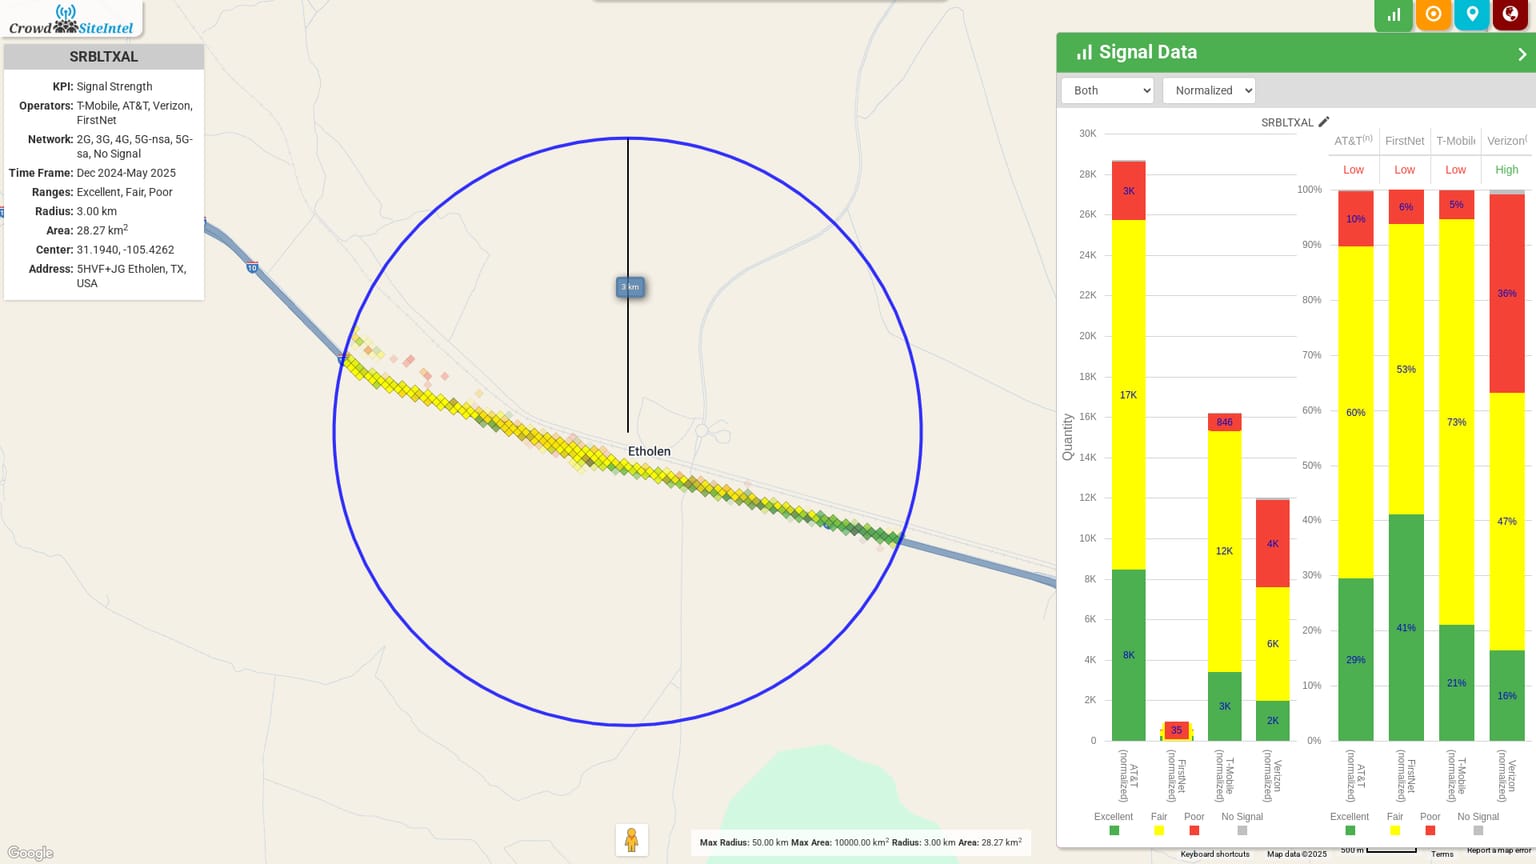 Crowd SiteIntel
SRBLTXAL
KPI: Signal Strength
Operators: T-Mobile, AT&T, Verizon,
FirstNet
Network: 2G, 3G, 4G, 5G-nsa, 5G-
sa, No Signal
Time Frame: Dec 2024-May 2025
Ranges: Excellent, Fair, Poor
Radius: 3.00 km
Area: 28.27 km²
Center: 31.1940, -105.4262
Address: 5HVF+JG Etholen, TX,
USA
10
3 km
Etholen
Google
Max Radius: 50.00 km Max Area: 10000.00 km² Radius: 3.00 km Area: 28.27 km²
Signal Data
Both
Normalized
SRBLTXAL
Quantity
30K
28K
26K
24K
22K
20K
18K
16K
14K
12K
10K
8K
6K
4K
2K
0
3K
17K
8K
35
846
12K
3K
4K
6K
2K
AT&T (normalized)
FirstNet (normalized)
T-Mobile (normalized)
Verizon (normalized)
Excellent
Fair
Poor
No Signal
AT&T(n)
FirstNet
T-Mobile
Verizon(
Low
Low
Low
High
100%
90%
80%
70%
60%
50%
40%
30%
20%
10%
0%
10%
60%
29%
6%
53%
41%
5%
73%
21%
36%
47%
16%
AT&T (normalized)
FirstNet (normalized)
T-Mobile (normalized)
Verizon (normalized)
Excellent
Fair
Poor
No Signal
Keyboard shortcuts
Map data ©2025
500 m
Terms
Report a map error